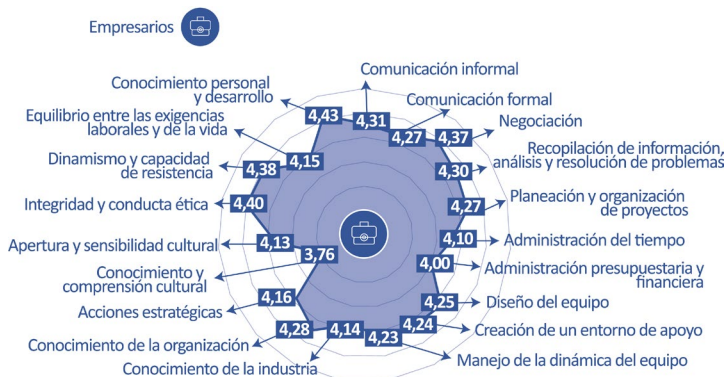 Empresarios
Comunicación informal
4,31
Comunicación formal
4,27
Negociación
4,37
Recopilación de información,
análisis y resolución de problemas
4,30
Planeación y organización
de proyectos
4,27
Administración del tiempo
4,10
Administración presupuestaria y
financiera
4,00
Diseño del equipo
4,25
Creación de un entorno de apoyo
4,24
Manejo de la dinámica del equipo
4,23
Conocimiento de la industria
4,14
Conocimiento de la organización
4,28
Acciones estratégicas
4,16
Conocimiento y
comprensión cultural
3,76
Apertura y sensibilidad cultural
4,13
Integridad y conducta ética
4,40
Dinamismo y capacidad
de resistencia
4,38
Equilibrio entre las exigencias
laborales y de la vida
4,15
Conocimiento personal
y desarrollo
4,43